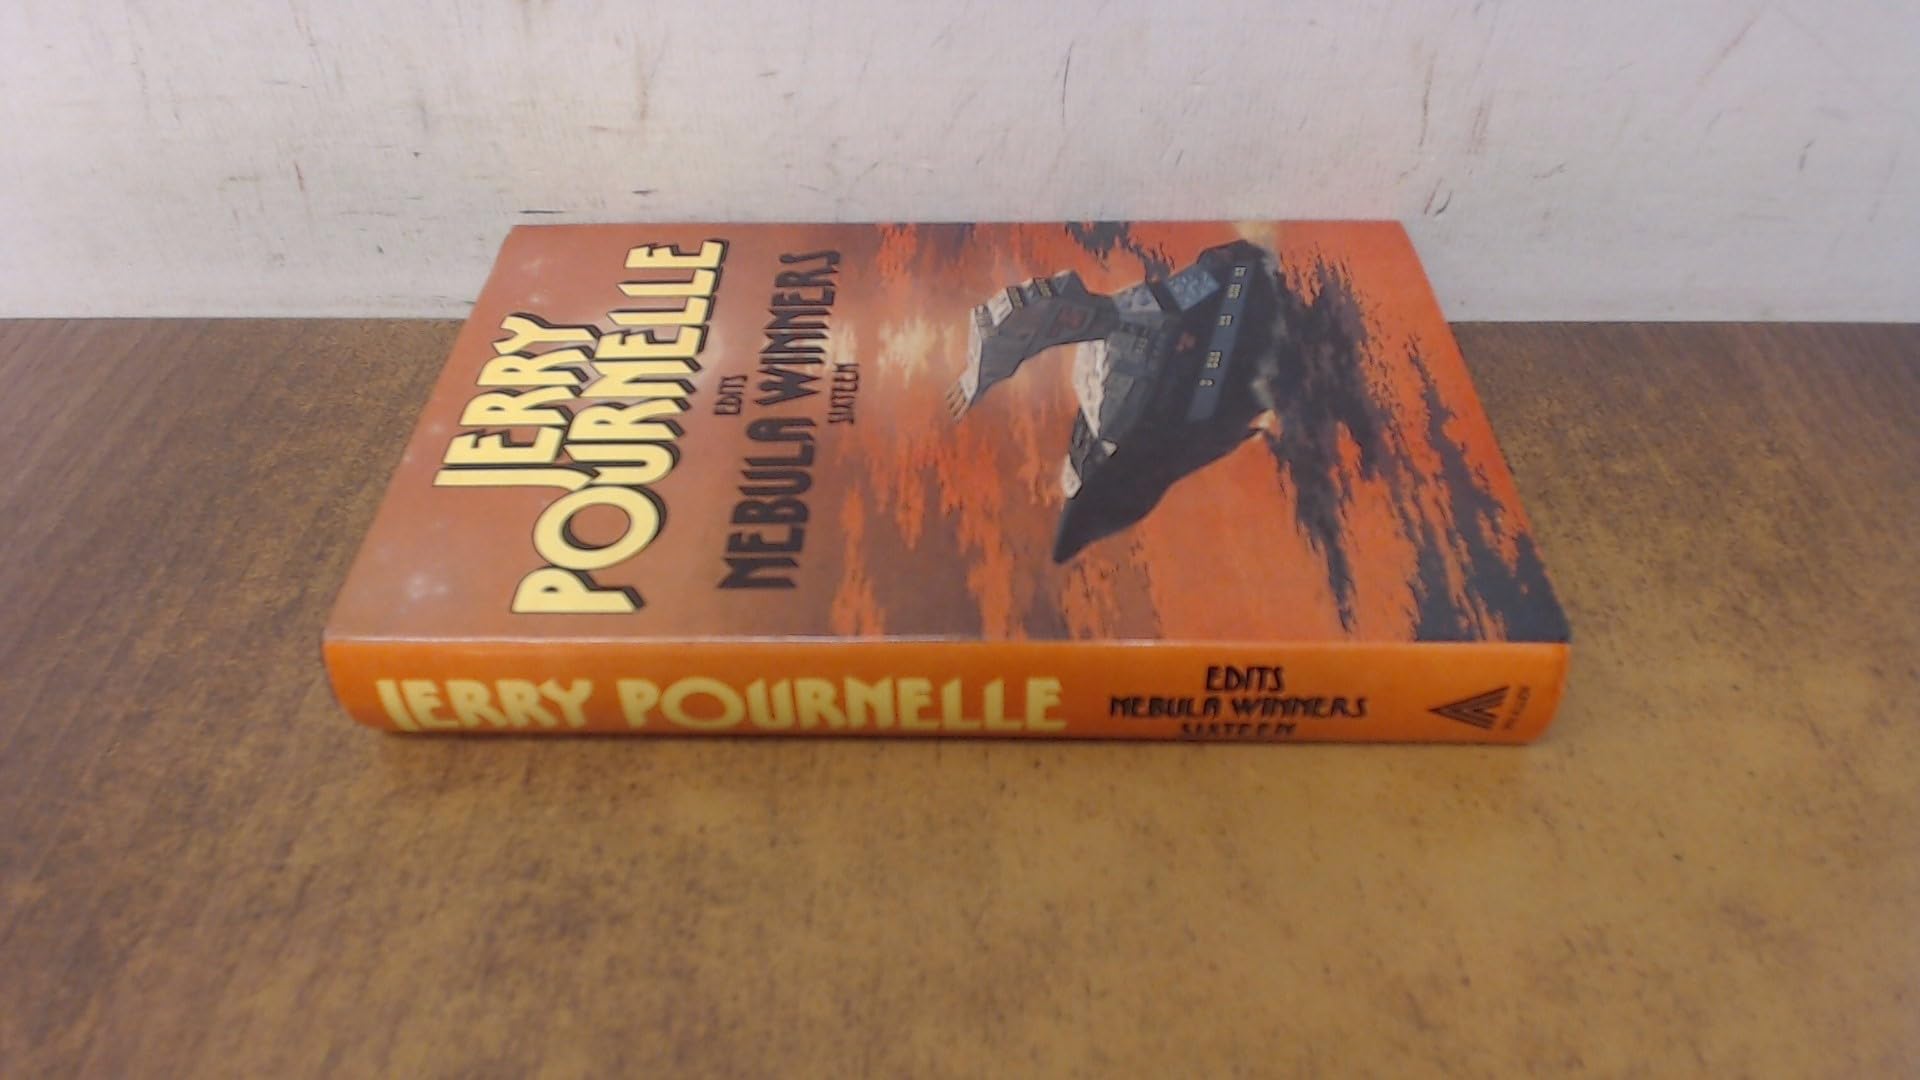 JERRY
POURNELLE
EDITS
NEBULA WINNERS
SIXTEEN
JERRY POURNELLE
EDITS
NEBULA WINNERS
SIXTEEN